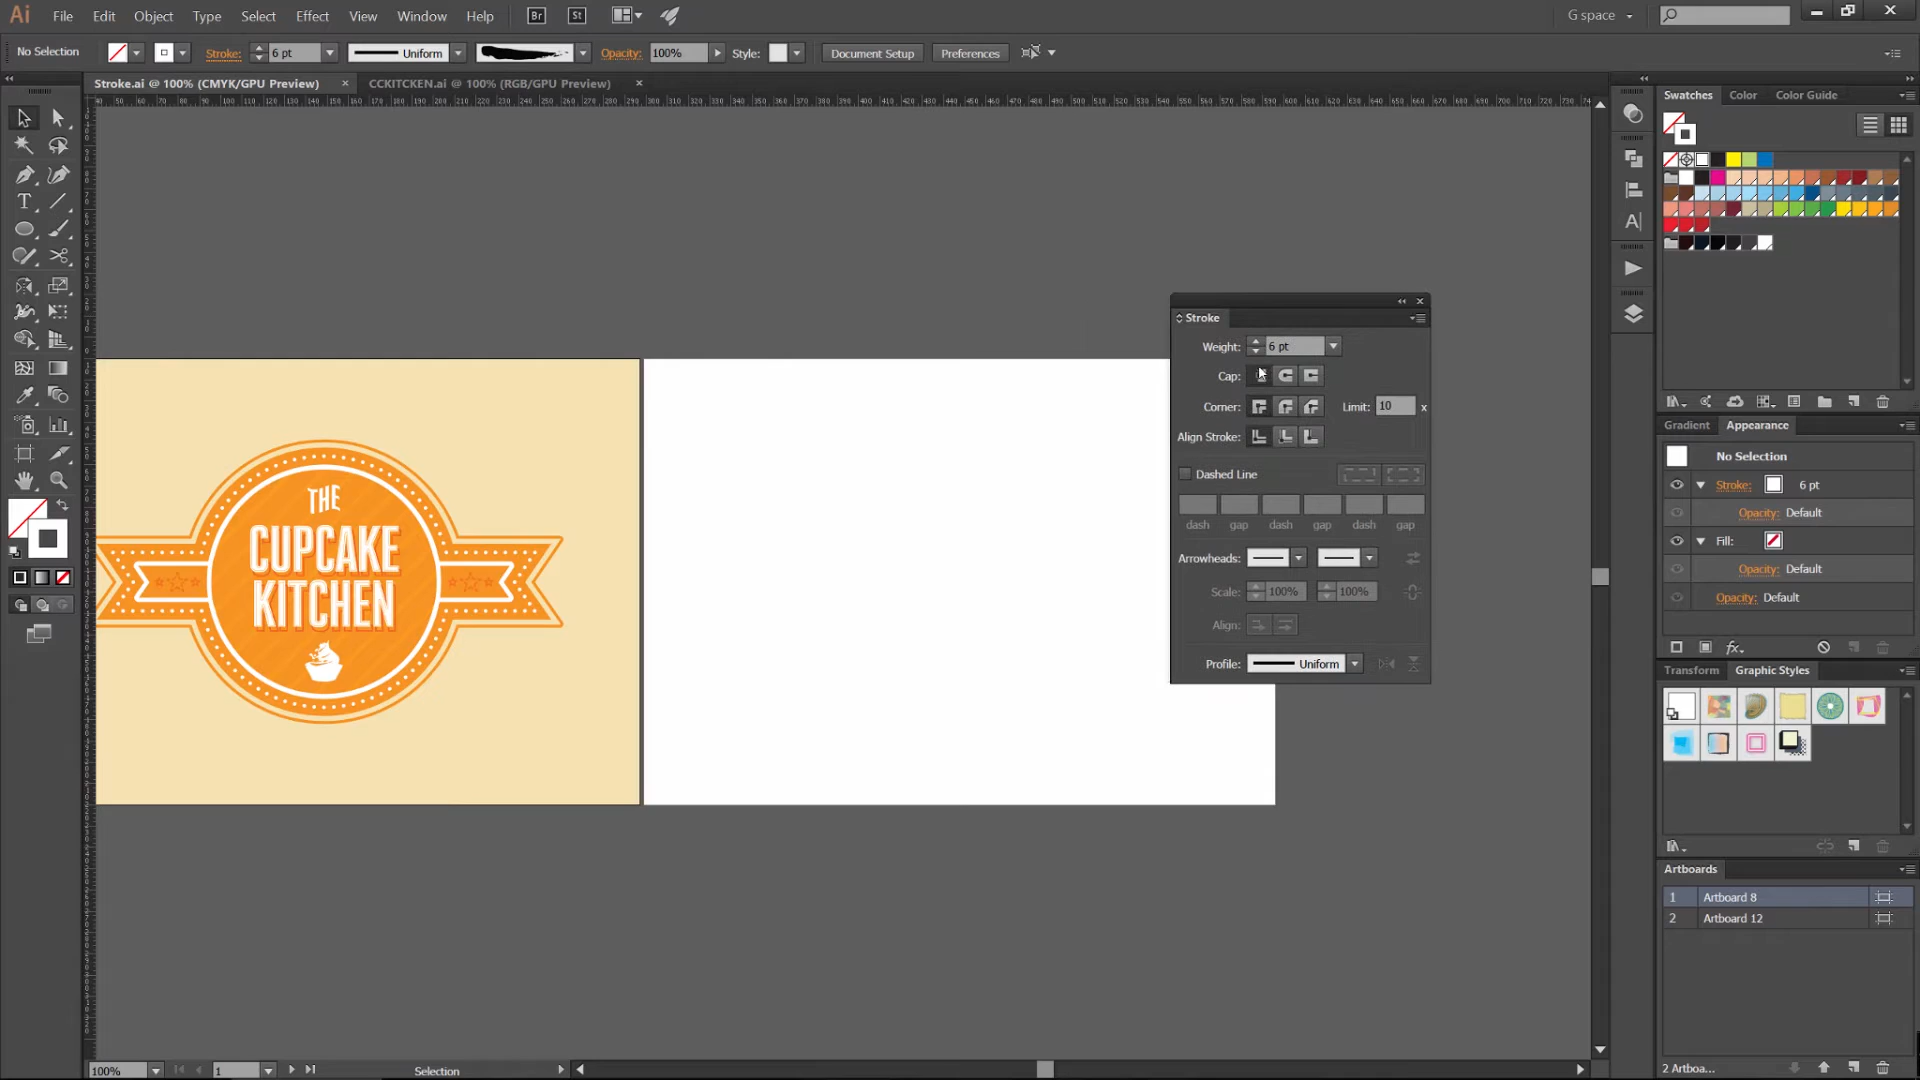 Ai File Edit Object Type Select Effect View Window Help Br St G space
No Selection Stroke: 6 pt Uniform Opacity: 100% Style: Document Setup Preferences
Stroke.ai @ 100% (CMYK/GPU Preview) × CCKITCKEN.ai @ 100% (RGB/GPU Preview) ×
Swatches Color Color Guide
THE
CUPCAKE
KITCHEN
Stroke
Weight: 6 pt
Cap:
Corner: Limit: 10 x
Align Stroke:
Dashed Line
dash gap dash gap dash gap
Arrowheads:
Scale: 100% 100%
Align:
Profile: Uniform
Gradient Appearance
No Selection
Stroke: 6 pt
Opacity: Default
Fill:
Opacity: Default
Opacity: Default
fx
Transform Graphic Styles
Artboards
1 Artboard 8
2 Artboard 12
2 Artboa...
100% 1 Selection